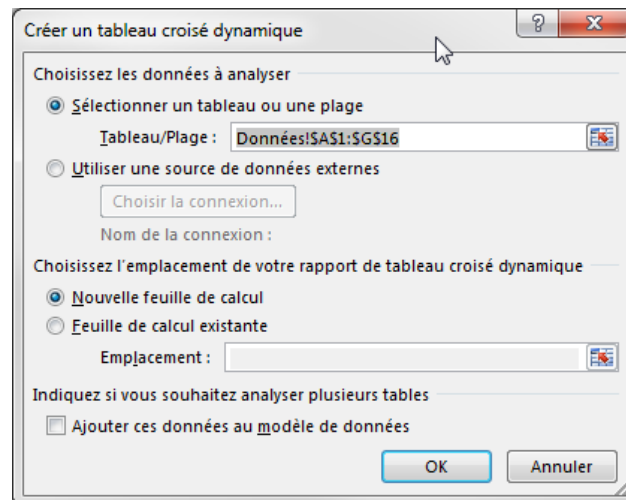 Créer un tableau croisé dynamique
Choisissez les données à analyser
Sélectionner un tableau ou une plage
Tableau/Plage : Données!$A$1:$G$16
Utiliser une source de données externes
Choisir la connexion...
Nom de la connexion :
Choisissez l'emplacement de votre rapport de tableau croisé dynamique
Nouvelle feuille de calcul
Feuille de calcul existante
Emplacement :
Indiquez si vous souhaitez analyser plusieurs tables
Ajouter ces données au modèle de données
OK Annuler